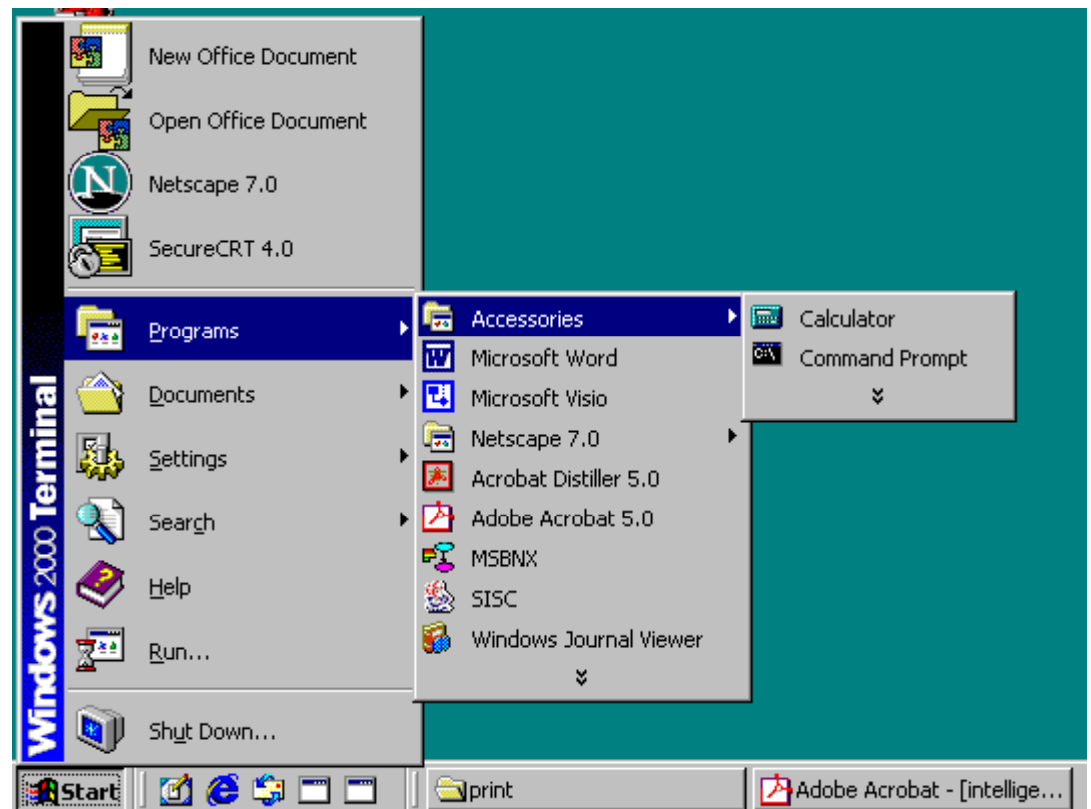 New Office Document
Open Office Document
Netscape 7.0
SecureCRT 4.0
Programs
Documents
Settings
Search
Help
Run...
Shut Down...
Windows 2000 Terminal
Accessories
Microsoft Word
Microsoft Visio
Netscape 7.0
Acrobat Distiller 5.0
Adobe Acrobat 5.0
MSBNX
SISC
Windows Journal Viewer
Calculator
Command Prompt
Start
print
Adobe Acrobat - [intellige...